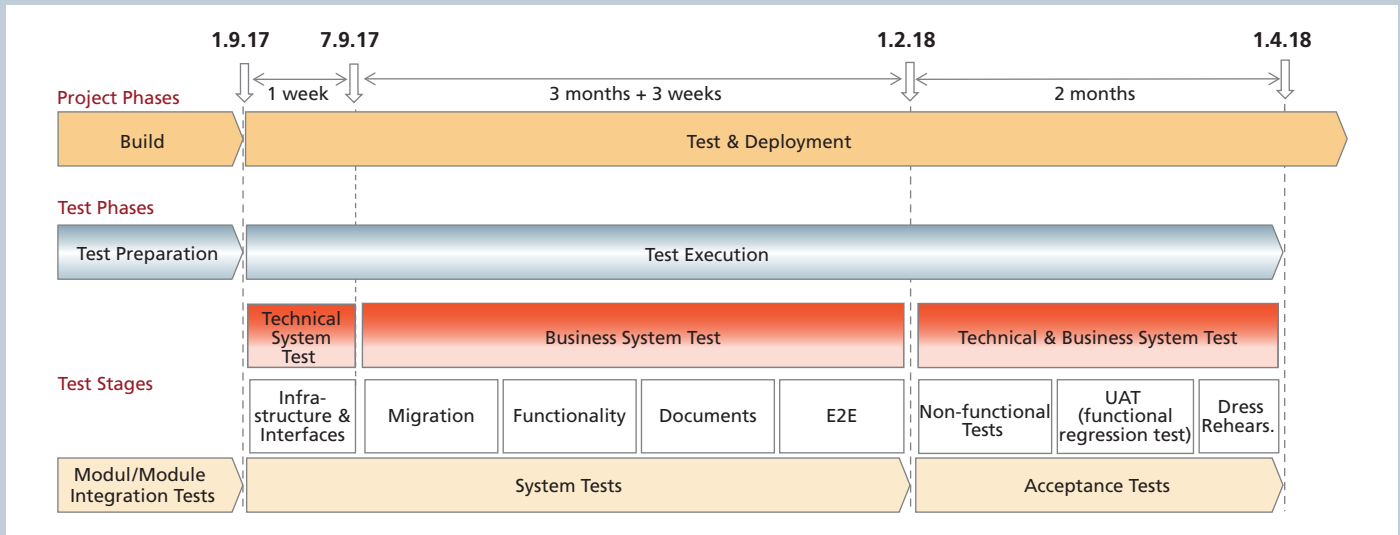 1.9.17 7.9.17 1.2.18 1.4.18
1 week 3 months + 3 weeks 2 months
Project Phases
Build Test & Deployment
Test Phases
Test Preparation Test Execution
Technical
System
Test
Business System Test
Technical & Business System Test
Test Stages
Infra-
structure &
Interfaces
Migration
Functionality
Documents
E2E
Non-functional
Tests
UAT
(functional
regression test)
Dress
Rehears.
Modul/Module
Integration Tests
System Tests
Acceptance Tests